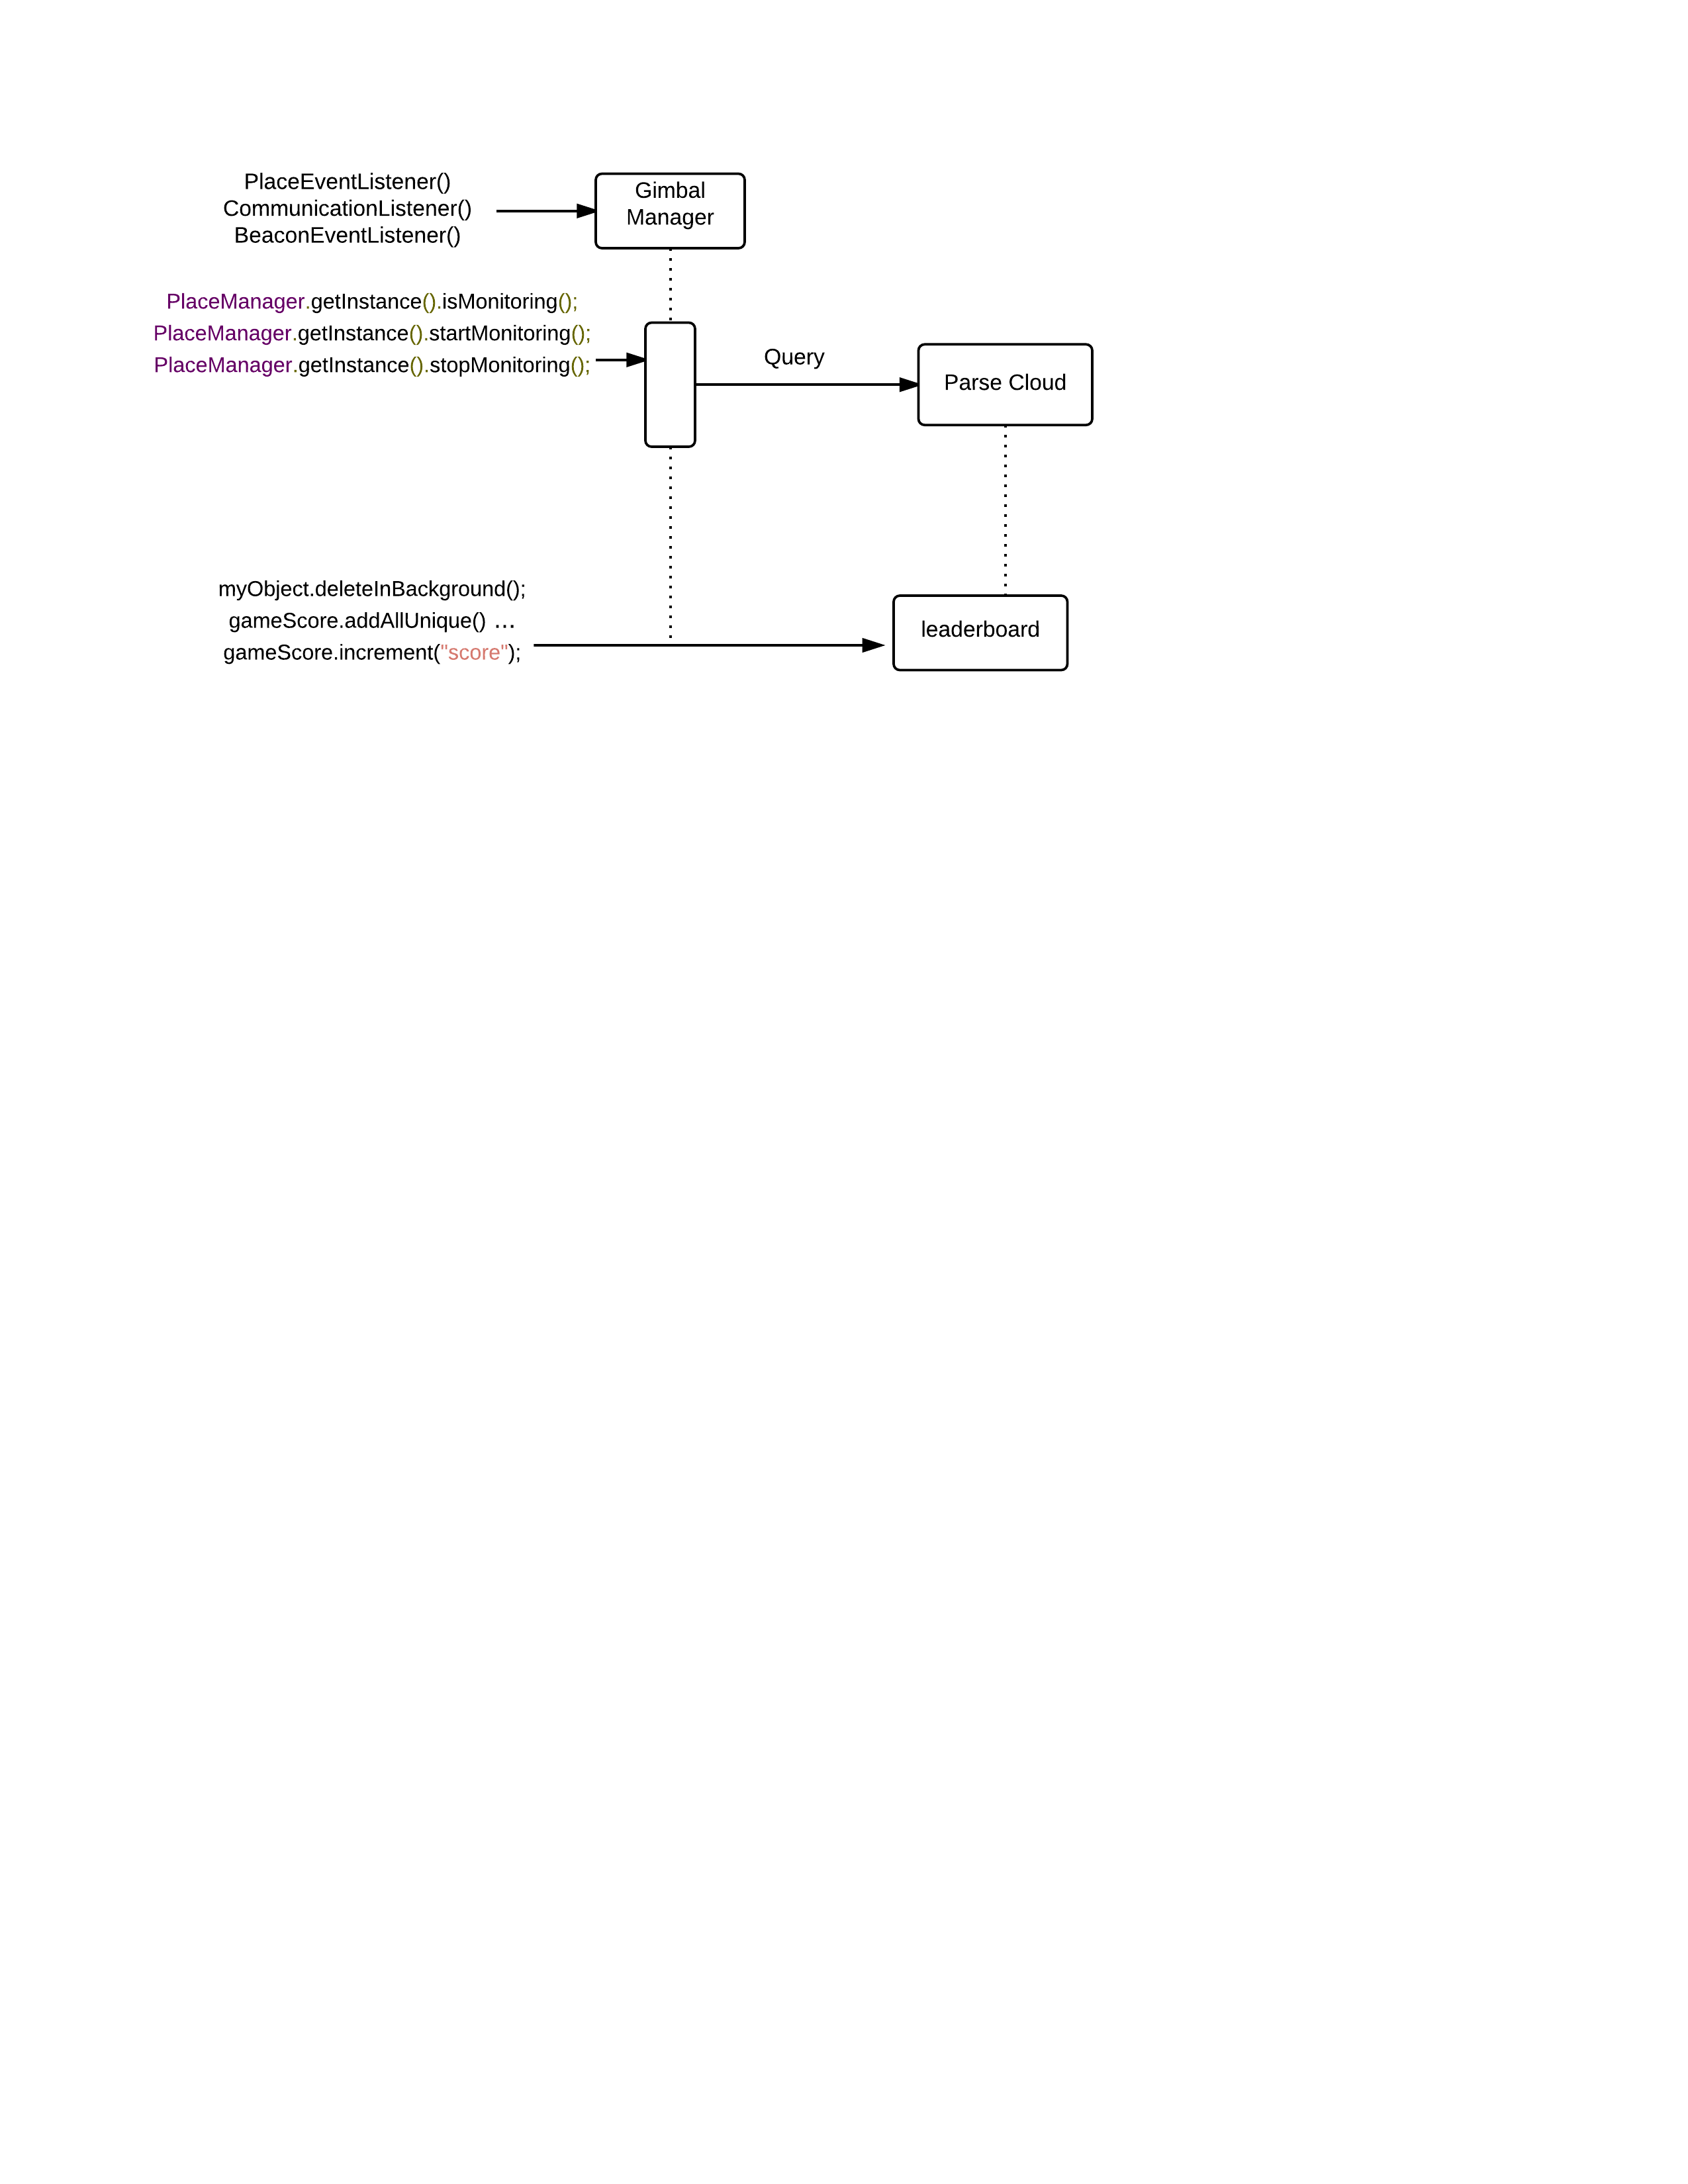 PlaceEventListener()
CommunicationListener()
BeaconEventListener()
Gimbal
Manager
PlaceManager.getInstance().isMonitoring();
PlaceManager.getInstance().startMonitoring();
PlaceManager.getInstance().stopMonitoring();
Query
Parse Cloud
myObject.deleteInBackground();
gameScore.addAllUnique() ...
gameScore.increment("score");
leaderboard